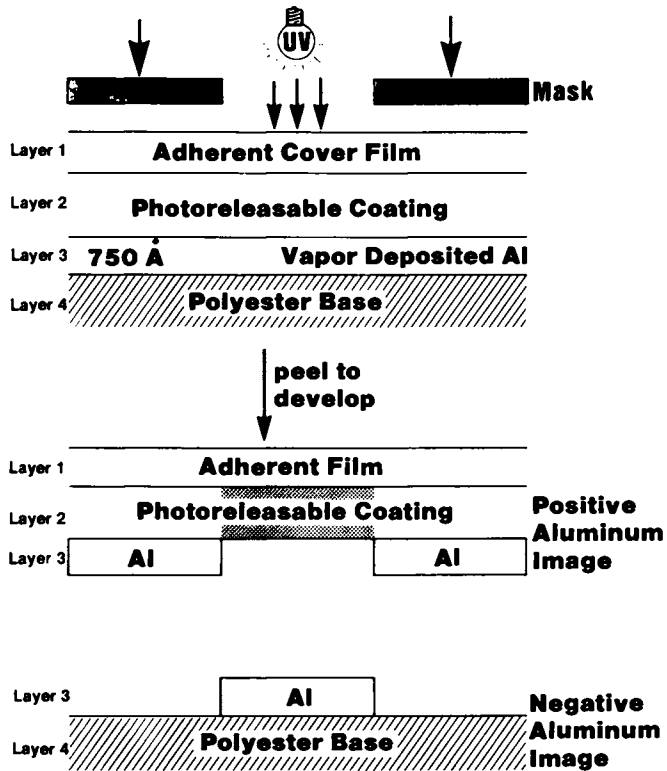 UV
Mask
Layer 1 Adherent Cover Film
Layer 2 Photoreleasable Coating
Layer 3 750 Å Vapor Deposited Al
Layer 4 Polyester Base
peel to
develop
Layer 1 Adherent Film
Layer 2 Photoreleasable Coating
Layer 3 Al Al
Positive
Aluminum
Image
Layer 3 Al
Layer 4 Polyester Base
Negative
Aluminum
Image